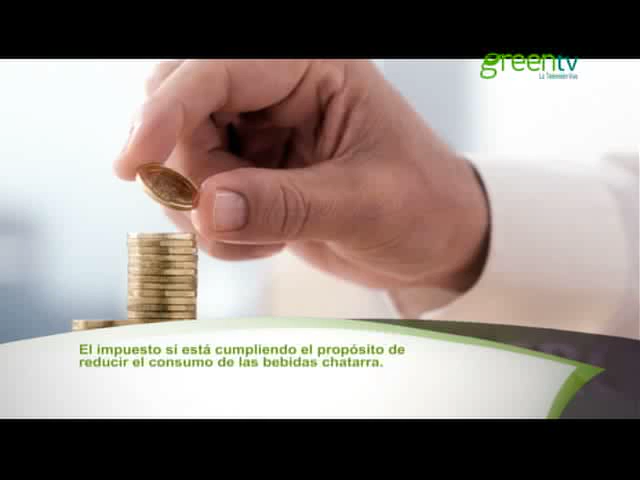 greentv
La Televisión Viva
El impuesto sí está cumpliendo el propósito de
reducir el consumo de las bebidas chatarra.